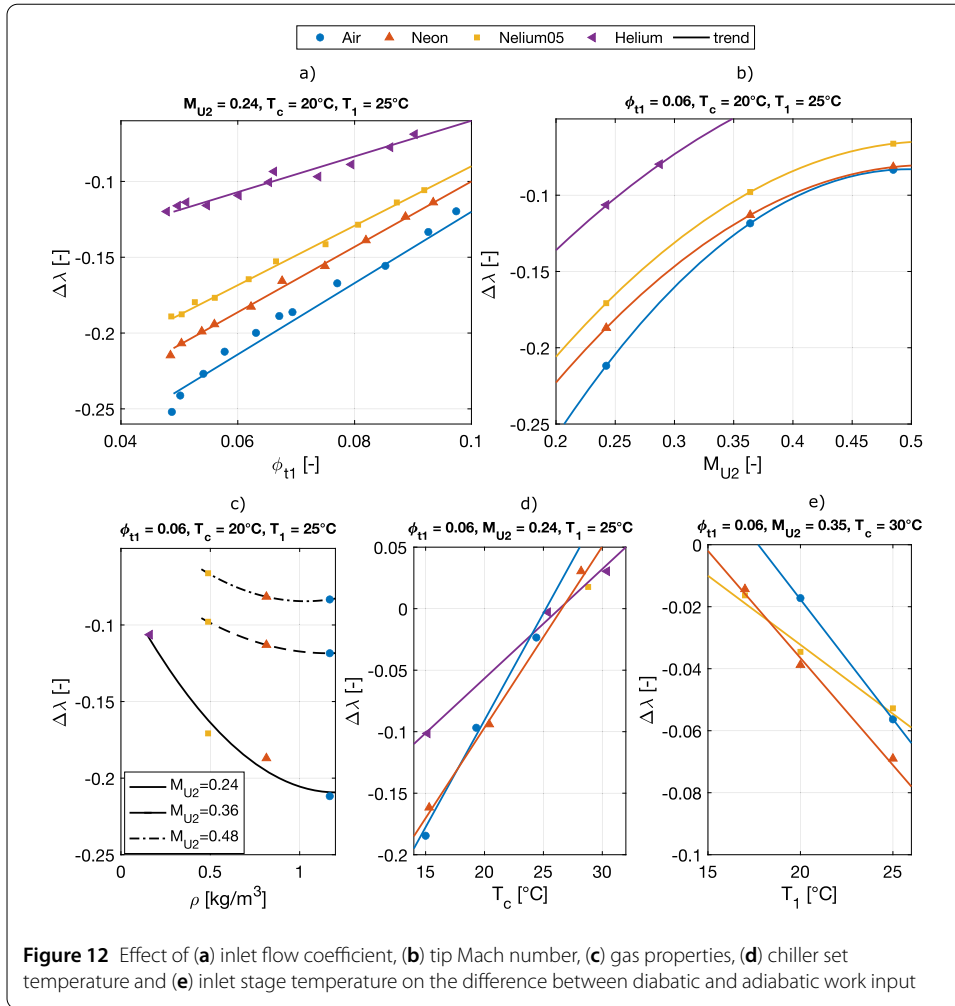 Air Neon Nelium05 Helium trend
a)
M_U2 = 0.24, T_c = 20°C, T_1 = 25°C
-0.1
-0.15
-0.2
-0.25
Δλ [-]
0.04 0.06 0.08 0.1
ϕ_t1 [-]
b)
ϕ_t1 = 0.06, T_c = 20°C, T_1 = 25°C
-0.1
-0.15
-0.2
-0.25
Δλ [-]
0.2 0.25 0.3 0.35 0.4 0.45 0.5
M_U2 [-]
c)
ϕ_t1 = 0.06, T_c = 20°C, T_1 = 25°C
-0.1
-0.15
-0.2
-0.25
Δλ [-]
M_U2=0.24
M_U2=0.36
M_U2=0.48
0 0.5 1
ρ [kg/m³]
d)
ϕ_t1 = 0.06, M_U2 = 0.24, T_1 = 25°C
0.05
0
-0.05
-0.1
-0.15
-0.2
Δλ [-]
15 20 25 30
T_c [°C]
e)
ϕ_t1 = 0.06, M_U2 = 0.35, T_c = 30°C
0
-0.02
-0.04
-0.06
-0.08
-0.1
Δλ [-]
15 20 25
T_1 [°C]
Figure 12 Effect of (a) inlet flow coefficient, (b) tip Mach number, (c) gas properties, (d) chiller set
temperature and (e) inlet stage temperature on the difference between diabatic and adiabatic work input